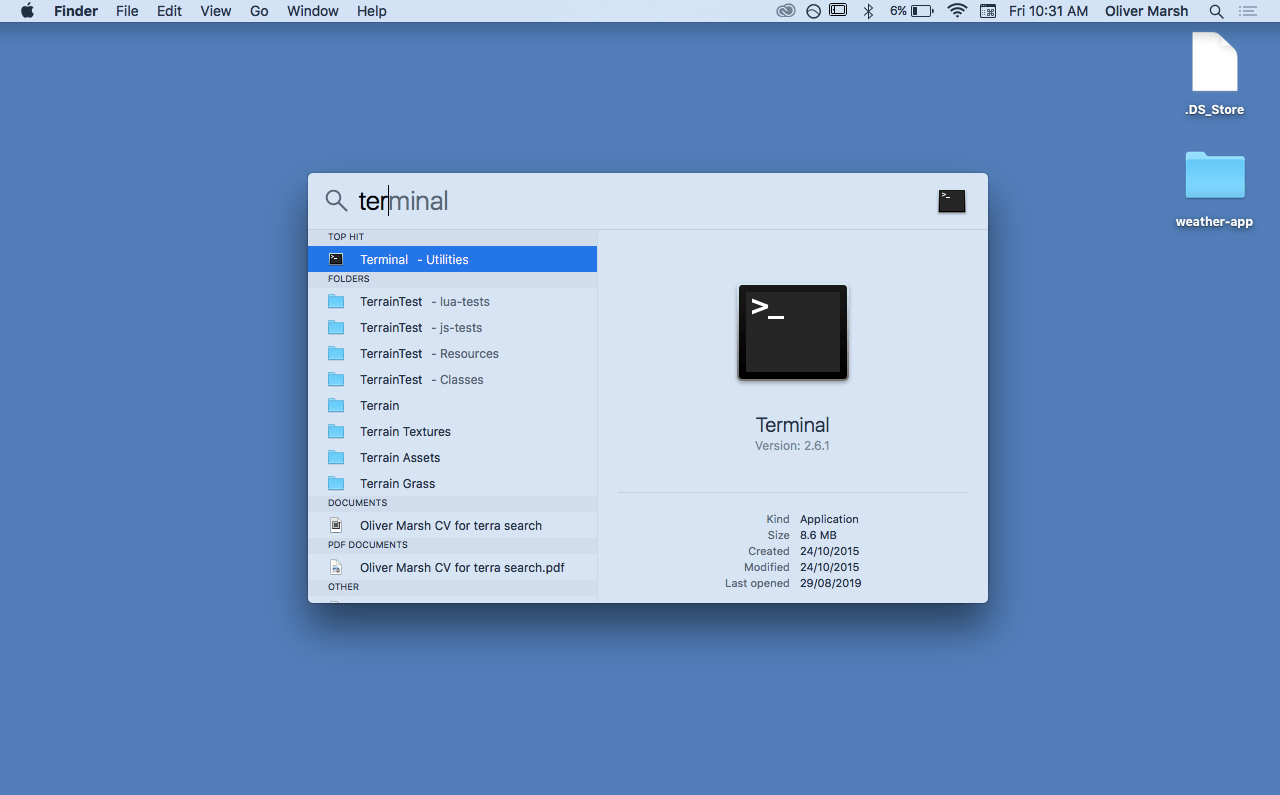 Finder File Edit View Go Window Help 6% Fri 10:31 AM Oliver Marsh
.DS_Store
weather-app
terminal
TOP HIT
Terminal - Utilities
FOLDERS
TerrainTest - lua-tests
TerrainTest - js-tests
TerrainTest - Resources
TerrainTest - Classes
Terrain
Terrain Textures
Terrain Assets
Terrain Grass
DOCUMENTS
Oliver Marsh CV for terra search
PDF DOCUMENTS
Oliver Marsh CV for terra search.pdf
OTHER
>_
Terminal
Version: 2.6.1
Kind Application
Size 8.6 MB
Created 24/10/2015
Modified 24/10/2015
Last opened 29/08/2019